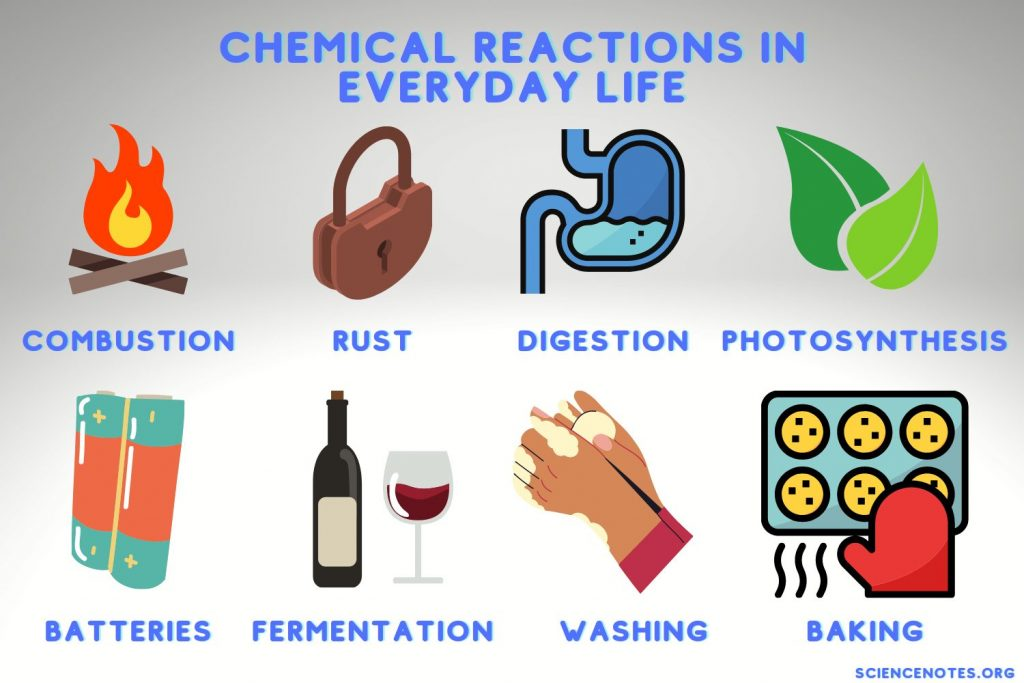 CHEMICAL REACTIONS IN
EVERYDAY LIFE
COMBUSTION
RUST
DIGESTION
PHOTOSYNTHESIS
BATTERIES
FERMENTATION
WASHING
BAKING
SCIENCENOTES.ORG